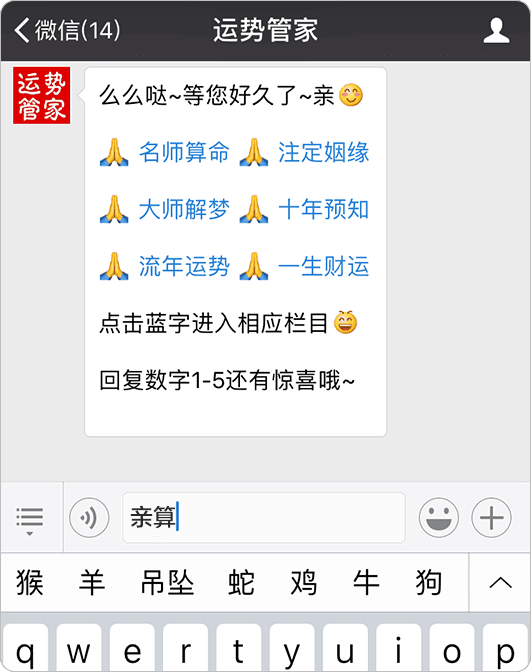 微信(14)
运势管家
运势
管家
么么哒~等您好久了~亲😊
🙏 名师算命 🙏 注定姻缘
🙏 大师解梦 🙏 十年预知
🙏 流年运势 🙏 一生财运
点击蓝字进入相应栏目😆
回复数字1-5还有惊喜哦~
亲算
猴 羊 吊坠 蛇 鸡 牛 狗
q w e r t y u i o p